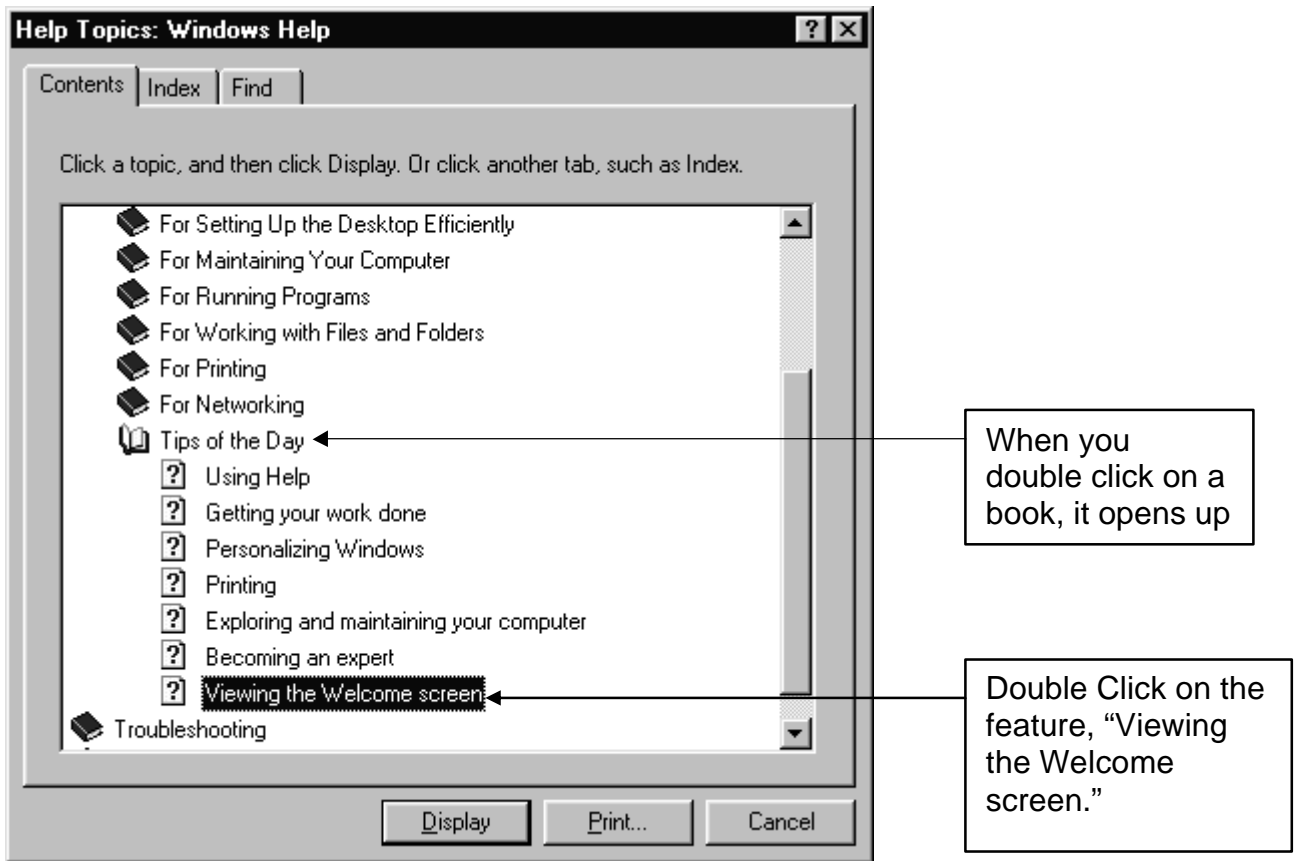 Help Topics: Windows Help
Contents Index Find
Click a topic, and then click Display. Or click another tab, such as Index.
For Setting Up the Desktop Efficiently
For Maintaining Your Computer
For Running Programs
For Working with Files and Folders
For Printing
For Networking
Tips of the Day
Using Help
Getting your work done
Personalizing Windows
Printing
Exploring and maintaining your computer
Becoming an expert
Viewing the Welcome screen
Troubleshooting
Display Print... Cancel
When you
double click on a
book, it opens up
Double Click on the
feature, “Viewing
the Welcome
screen.”